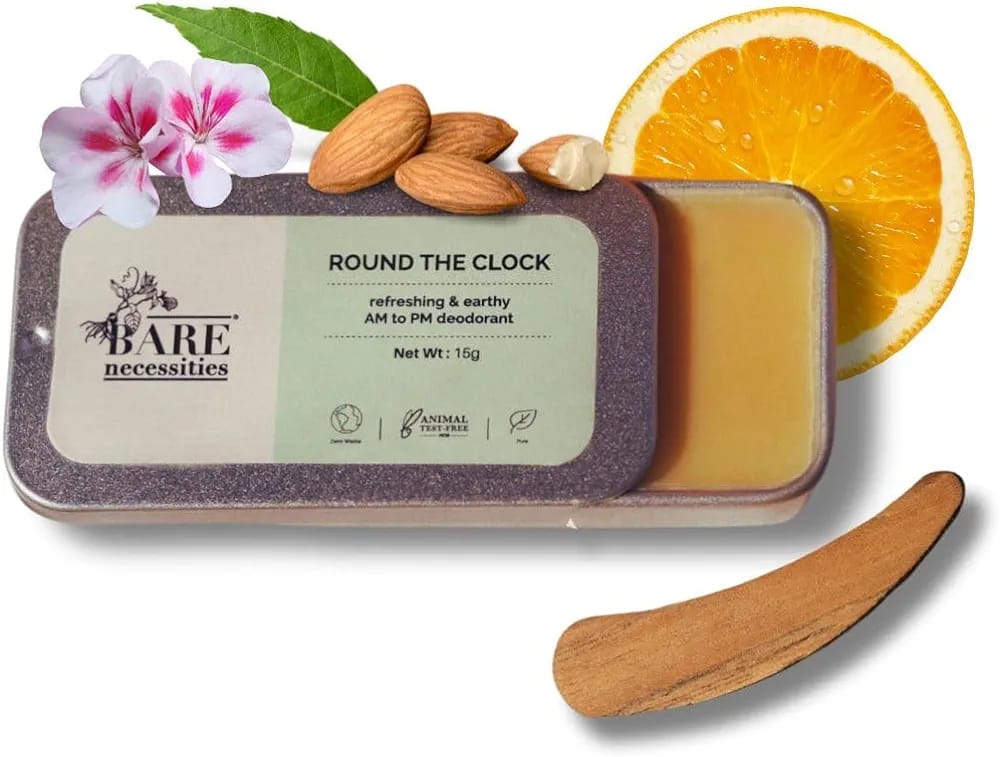 BARE
necessities
ROUND THE CLOCK
refreshing & earthy
AM to PM deodorant
Net Wt : 15g
Zero Waste
ANIMAL
TEST-FREE
Pure